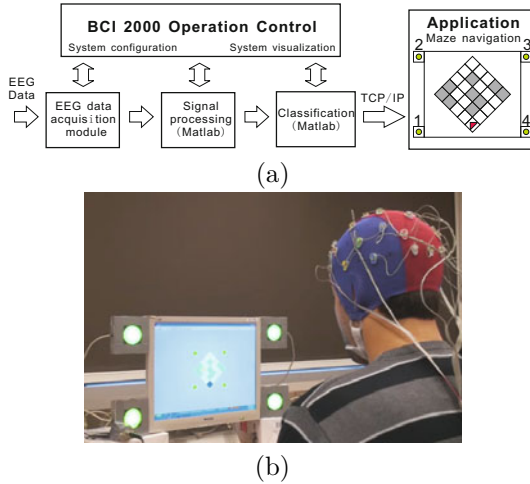 BCI 2000 Operation Control
System configuration
System visualization
EEG
Data
EEG data
acquisition
module
Signal
processing
(Matlab)
Classification
(Matlab)
TCP/IP
Application
Maze navigation
2
3
1
4
(a)
(b)